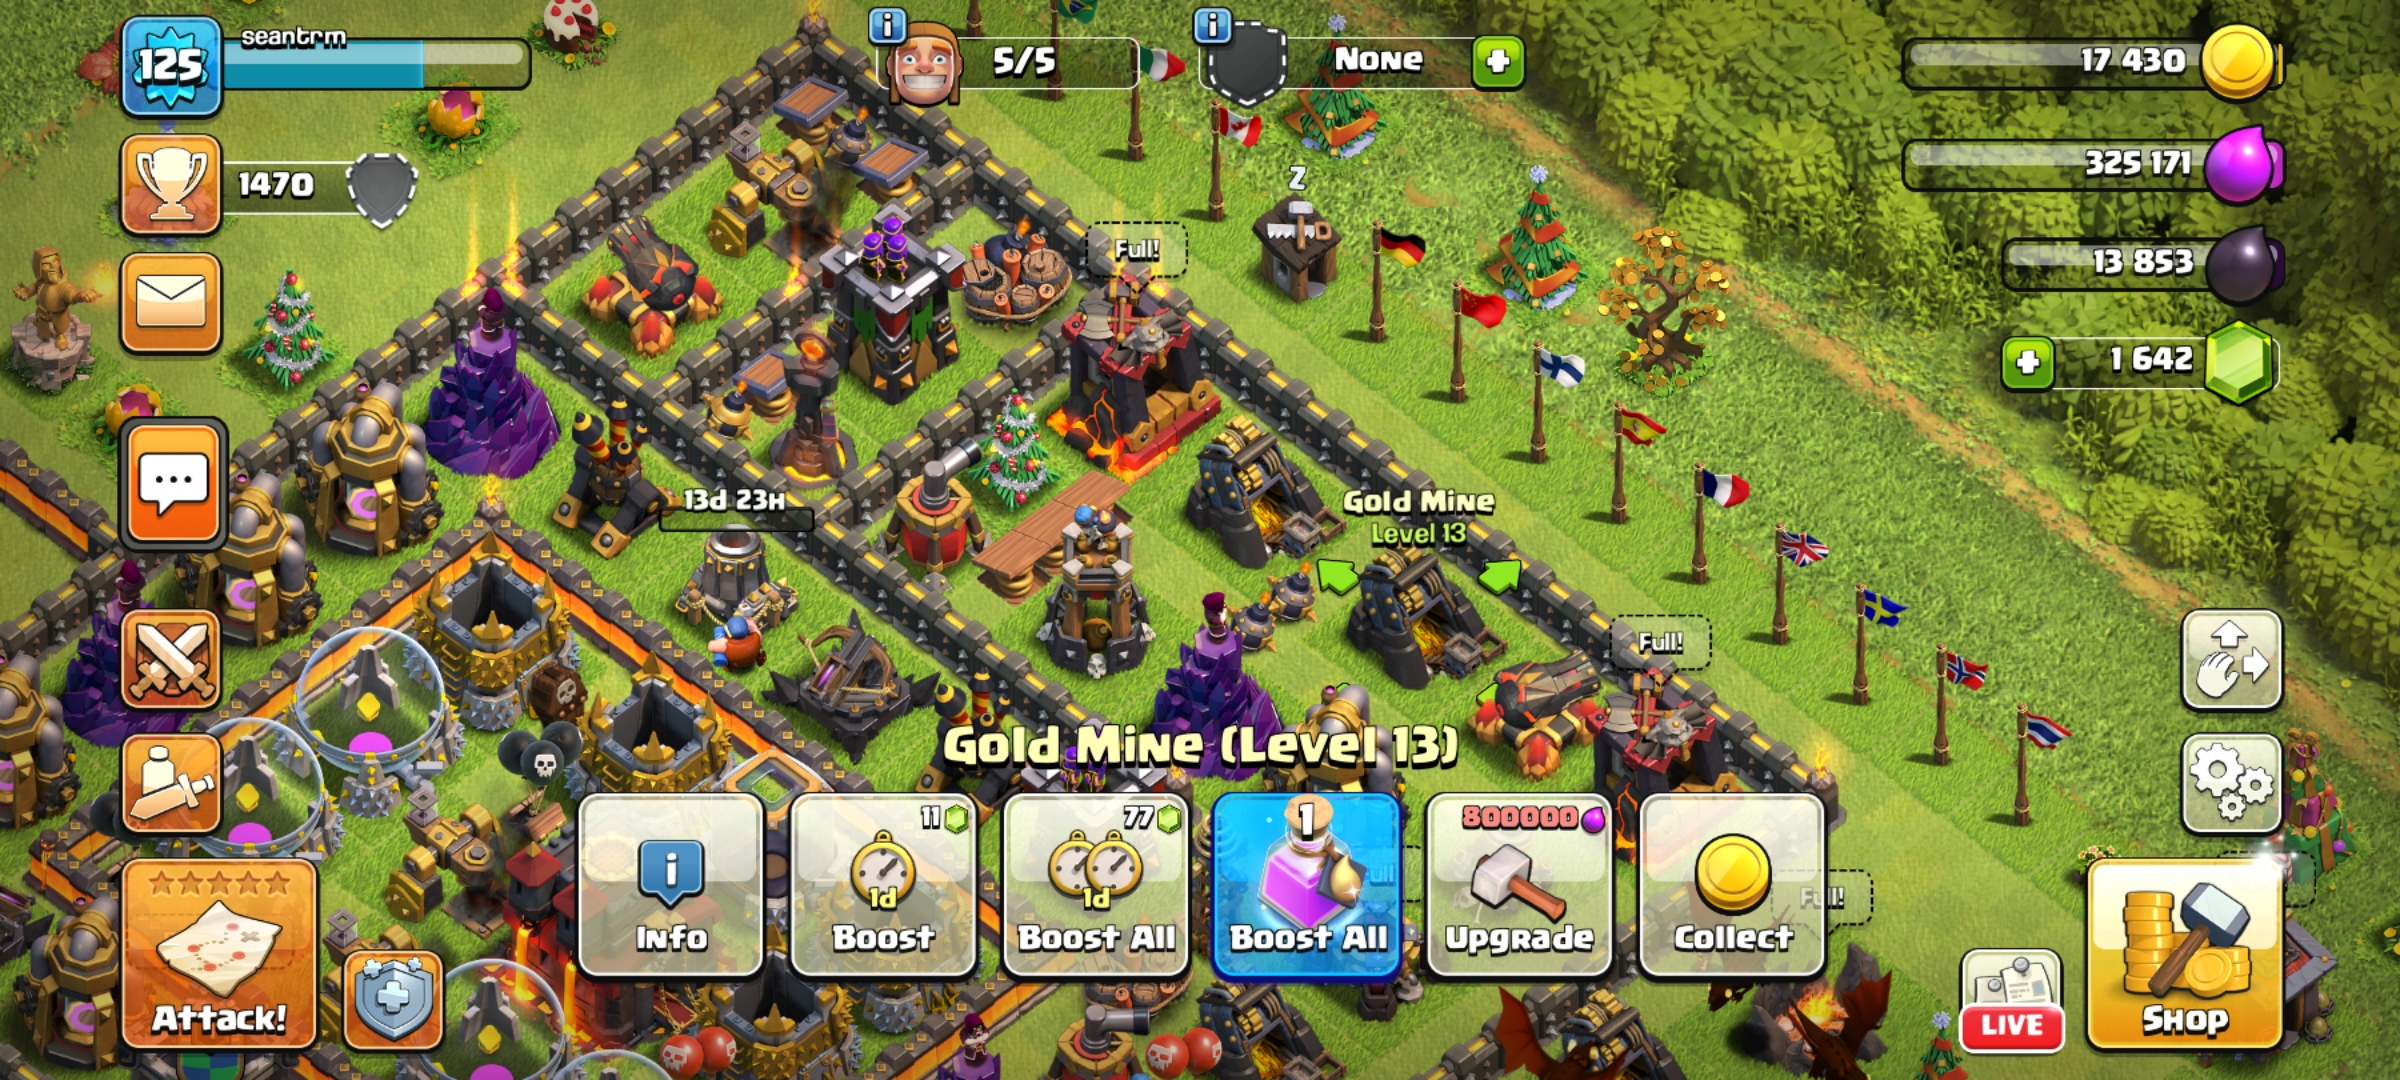 125
seantrm
5/5
None
17 430
1470
325 171
13 853
1 642
Z
Full!
13d 23H
Gold Mine
Level 13
Full!
Gold Mine (Level 13)
Info
11
1d
Boost
77
1d
Boost All
1
Boost All
800000
Upgrade
Collect
Full!
Attack!
LIVE
Shop